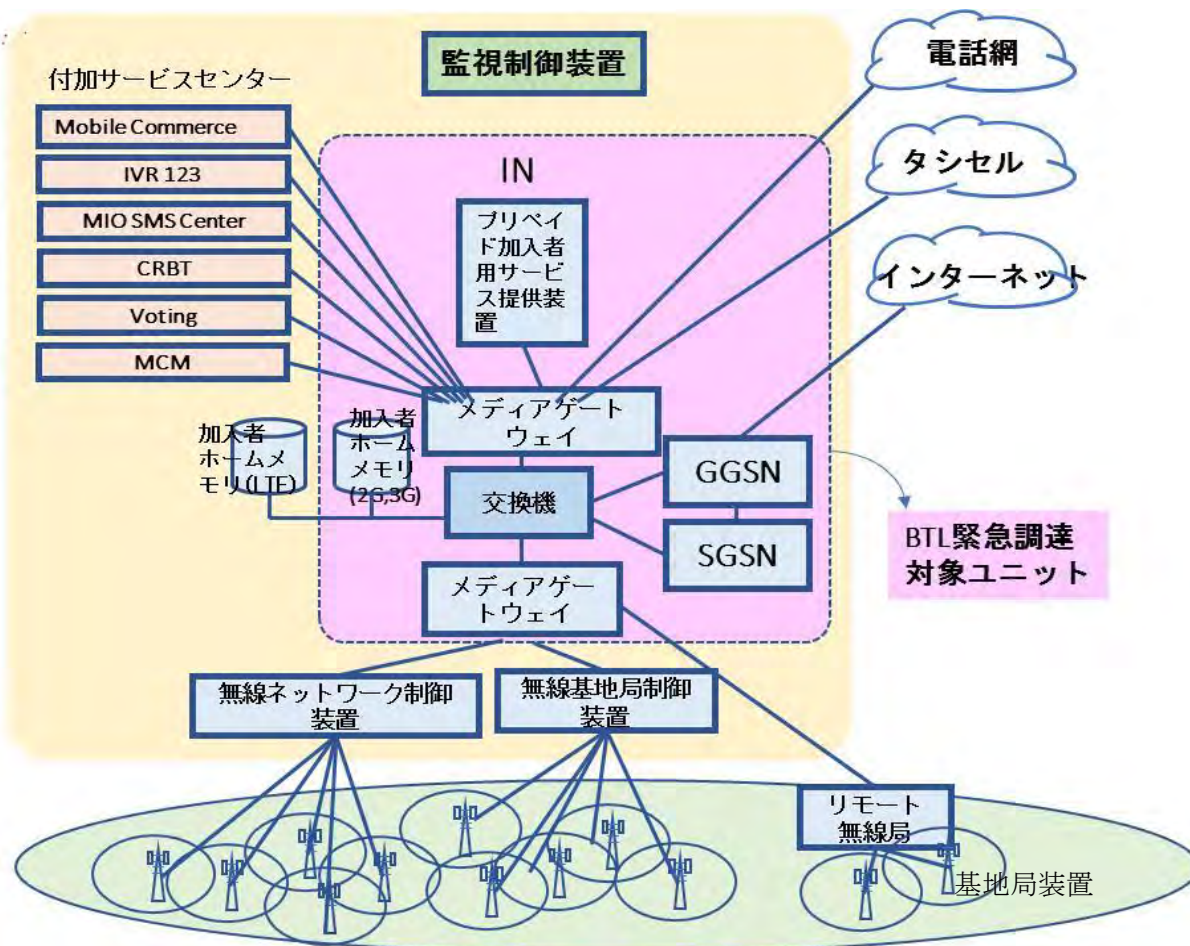 監視制御装置
電話網
付加サービスセンター
Mobile Commerce
IVR 123
MIO SMS Center
CRBT
Voting
MCM
IN
タシセル
プリペイ
ド加入者
用サービ
ス提供装
置
インターネット
メディアゲート
ウェイ
加入者
ホームメ
モリ(LTE)
加入者
ホーム
メモリ
(2G,3G)
交換機
GGSN
SGSN
BTL緊急調達
対象ユニット
メディアゲー
トウェイ
無線ネットワーク制御
装置
無線基地局制御
装置
リモート
無線局
基地局装置